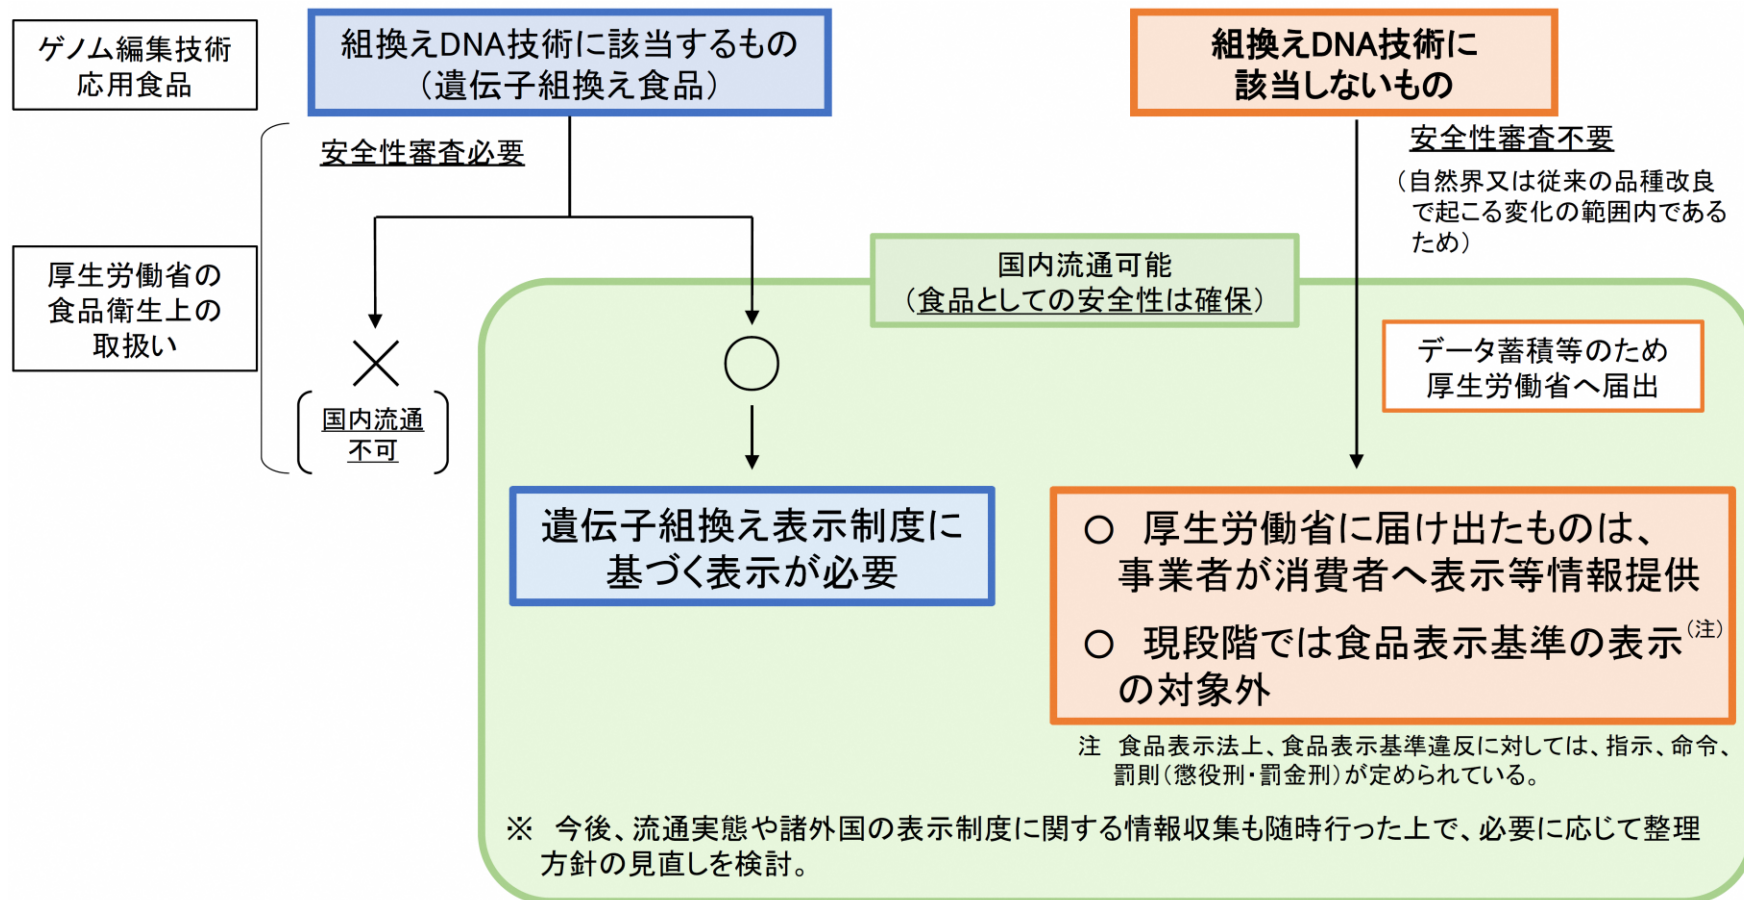 ゲノム編集技術
応用食品
組換えDNA技術に該当するもの
（遺伝子組換え食品）
組換えDNA技術に
該当しないもの
安全性審査必要
安全性審査不要
（自然界又は従来の品種改良
で起こる変化の範囲内である
ため）
厚生労働省の
食品衛生上の
取扱い
国内流通可能
（食品としての安全性は確保）
データ蓄積等のため
厚生労働省へ届出
国内流通
不可
遺伝子組換え表示制度に
基づく表示が必要
○ 厚生労働省に届け出たものは、
事業者が消費者へ表示等情報提供
○ 現段階では食品表示基準の表示（注）
の対象外
注 食品表示法上、食品表示基準違反に対しては、指示、命令、
罰則（懲役刑・罰金刑）が定められている。
※ 今後、流通実態や諸外国の表示制度に関する情報収集も随時行った上で、必要に応じて整理
方針の見直しを検討。